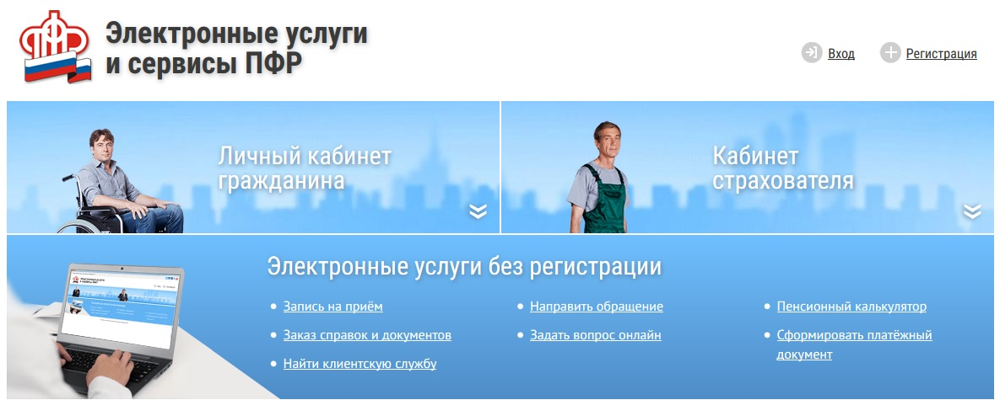 Электронные услуги
и сервисы ПФР
Вход
Регистрация
Личный кабинет
гражданина
Кабинет
страхователя
Электронные услуги без регистрации
Запись на приём
Направить обращение
Пенсионный калькулятор
Заказ справок и документов
Задать вопрос онлайн
Сформировать платёжный
документ
Найти клиентскую службу